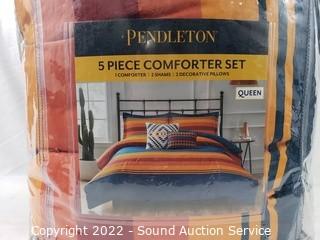 PENDLETON
5 PIECE COMFORTER SET
1 COMFORTER | 2 SHAMS | 2 DECORATIVE PILLOWS
QUEEN
Copyright 2022 - Sound Auction Service